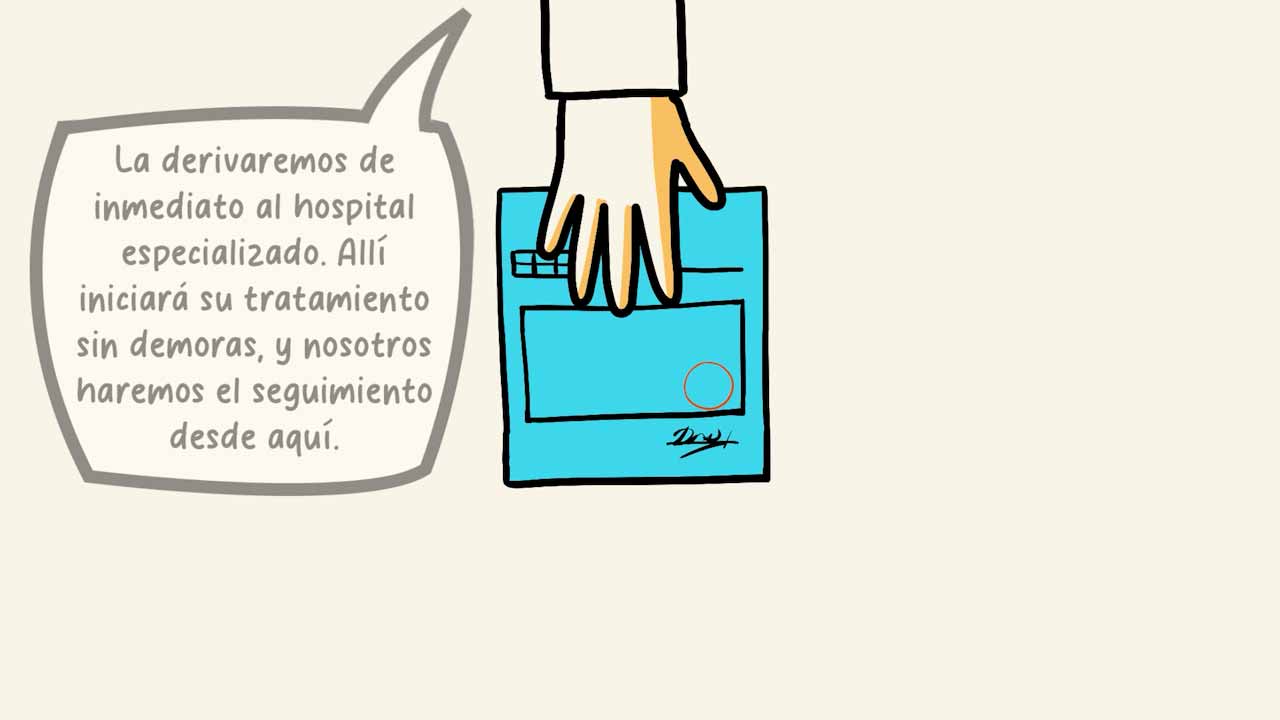 La derivaremos de
inmediato al hospital
especializado. Allí
iniciará su tratamiento
sin demoras, y nosotros
haremos el seguimiento
desde aquí.